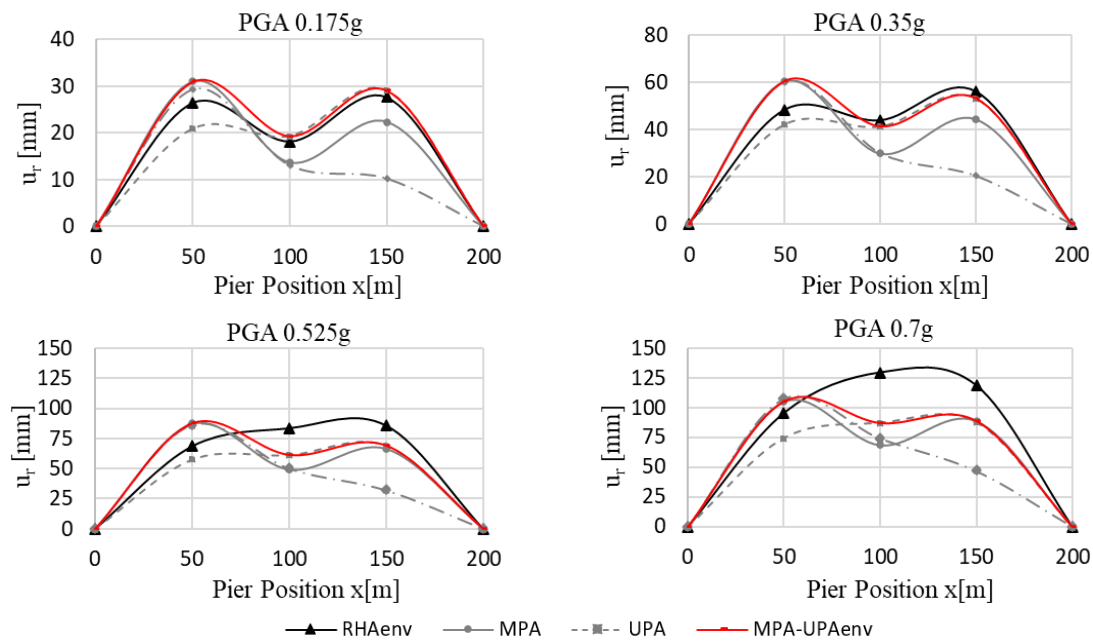 PGA 0.175g
40
30
20
10
0
u_r [mm]
0 50 100 150 200
Pier Position x[m]
PGA 0.35g
80
60
40
20
0
u_r [mm]
0 50 100 150 200
Pier Position x[m]
PGA 0.525g
150
125
100
75
50
25
0
u_r [mm]
0 50 100 150 200
Pier Position x[m]
PGA 0.7g
150
125
100
75
50
25
0
u_r [mm]
0 50 100 150 200
Pier Position x[m]
RHAenv MPA UPA MPA-UPAenv